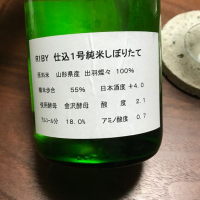 R1BY 仕込1号純米しぼりたて
原料米 山形県産 出羽燦々 100%
精米歩合 55% 日本酒度 +4.0
使用酵母 金沢酵母 酸度 2.1
アルコール分 18.0% アミノ酸度 0.7